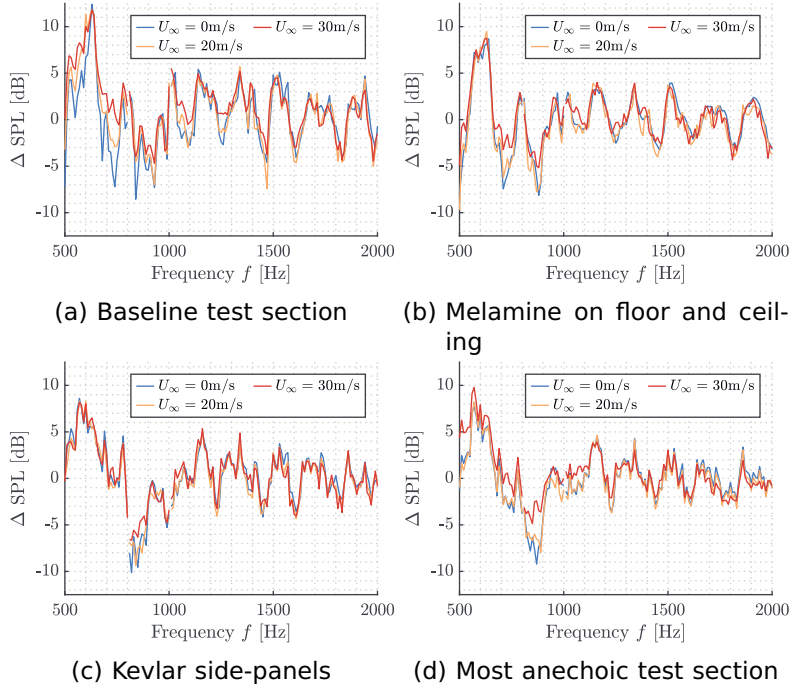 10
5
0
-5
-10
Δ SPL [dB]
U∞ = 0m/s U∞ = 30m/s
U∞ = 20m/s
500 1000 1500 2000
Frequency f [Hz]
(a) Baseline test section
10
5
0
-5
-10
Δ SPL [dB]
U∞ = 0m/s U∞ = 30m/s
U∞ = 20m/s
500 1000 1500 2000
Frequency f [Hz]
(b) Melamine on floor and ceil-
ing
10
5
0
-5
-10
Δ SPL [dB]
U∞ = 0m/s U∞ = 30m/s
U∞ = 20m/s
500 1000 1500 2000
Frequency f [Hz]
(c) Kevlar side-panels
10
5
0
-5
-10
Δ SPL [dB]
U∞ = 0m/s U∞ = 30m/s
U∞ = 20m/s
500 1000 1500 2000
Frequency f [Hz]
(d) Most anechoic test section